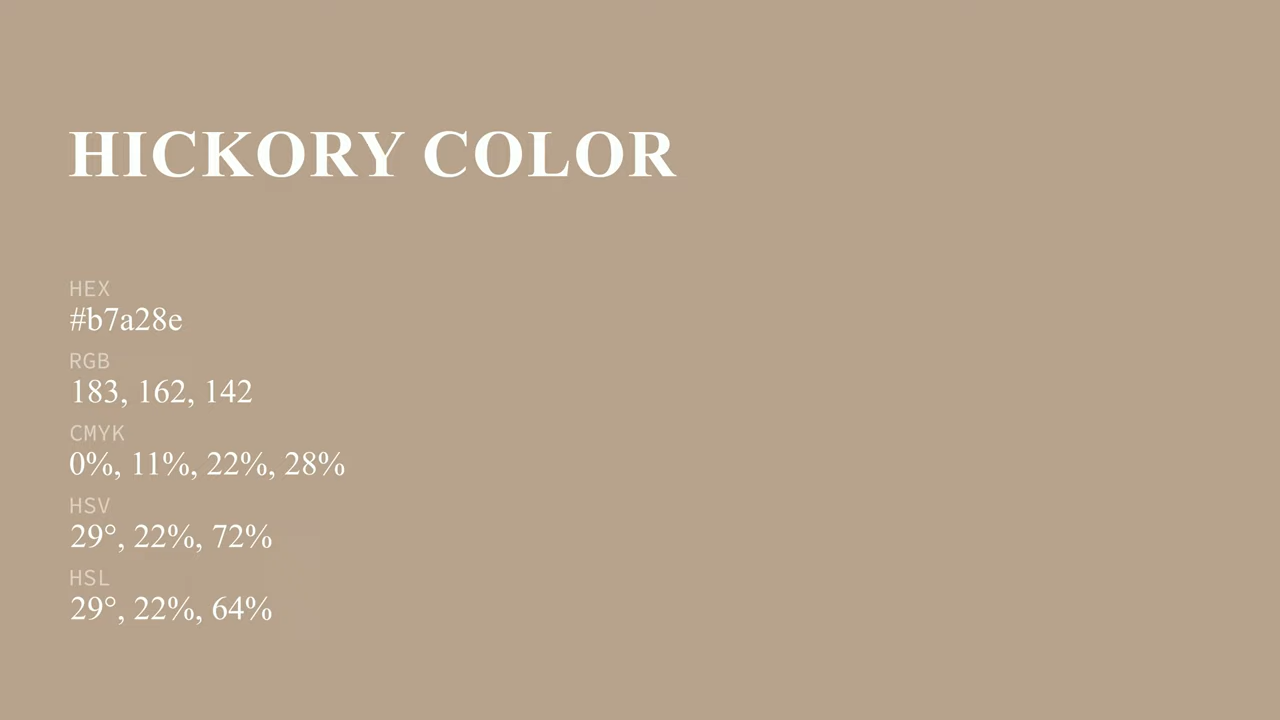 HICKORY COLOR
HEX
#b7a28e
RGB
183, 162, 142
CMYK
0%, 11%, 22%, 28%
HSV
29°, 22%, 72%
HSL
29°, 22%, 64%